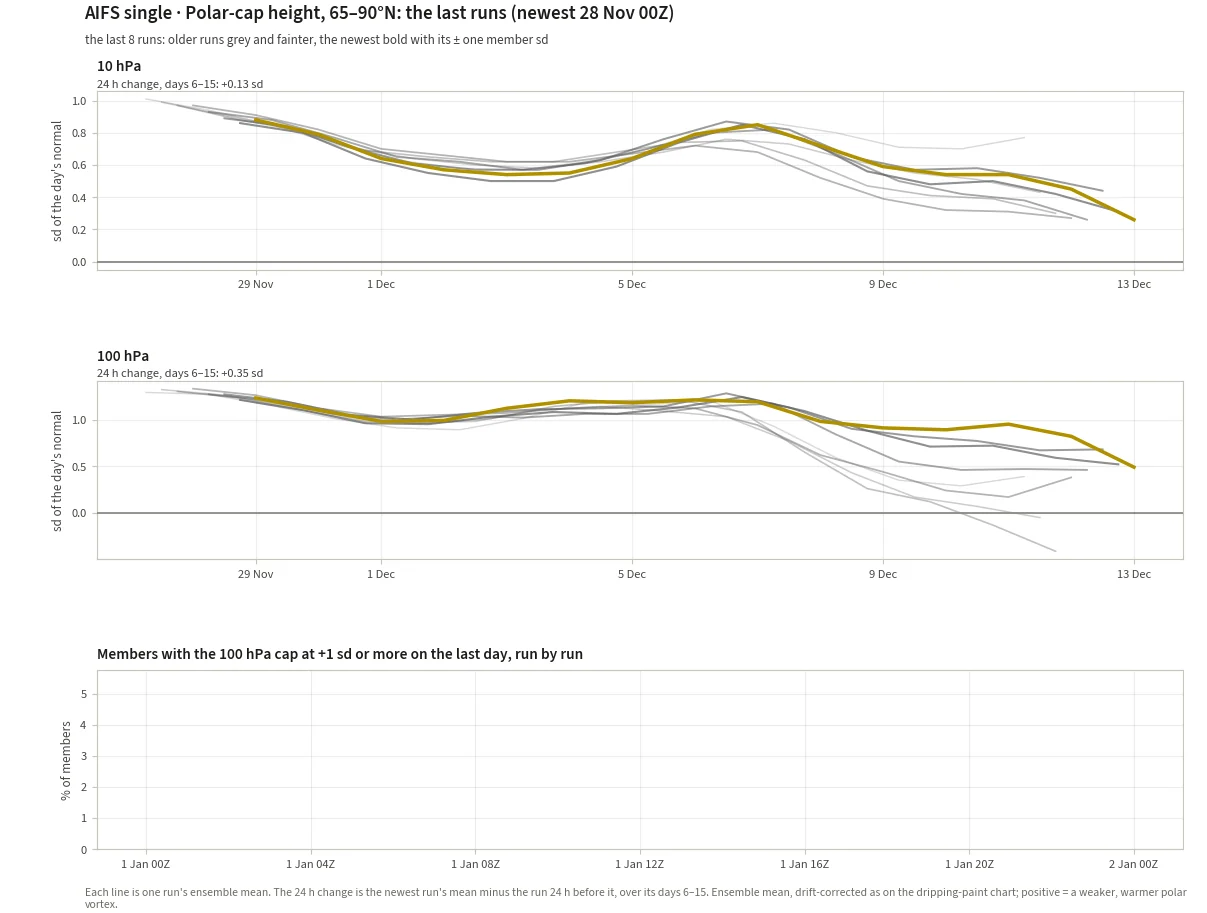 AIFS single · Polar-cap height, 65–90°N: the last runs (newest 28 Nov 00Z)
the last 8 runs: older runs grey and fainter, the newest bold with its ± one member sd
10 hPa
24 h change, days 6–15: +0.13 sd
1.0
0.8
0.6
0.4
0.2
0.0
sd of the day's normal
29 Nov 1 Dec 5 Dec 9 Dec 13 Dec
100 hPa
24 h change, days 6–15: +0.35 sd
1.0
0.5
0.0
sd of the day's normal
29 Nov 1 Dec 5 Dec 9 Dec 13 Dec
Members with the 100 hPa cap at +1 sd or more on the last day, run by run
5
4
3
2
1
0
% of members
1 Jan 00Z 1 Jan 04Z 1 Jan 08Z 1 Jan 12Z 1 Jan 16Z 1 Jan 20Z 2 Jan 00Z
Each line is one run's ensemble mean. The 24 h change is the newest run's mean minus the run 24 h before it, over its days 6–15. Ensemble mean, drift-corrected as on the dripping-paint chart; positive = a weaker, warmer polar
vortex.